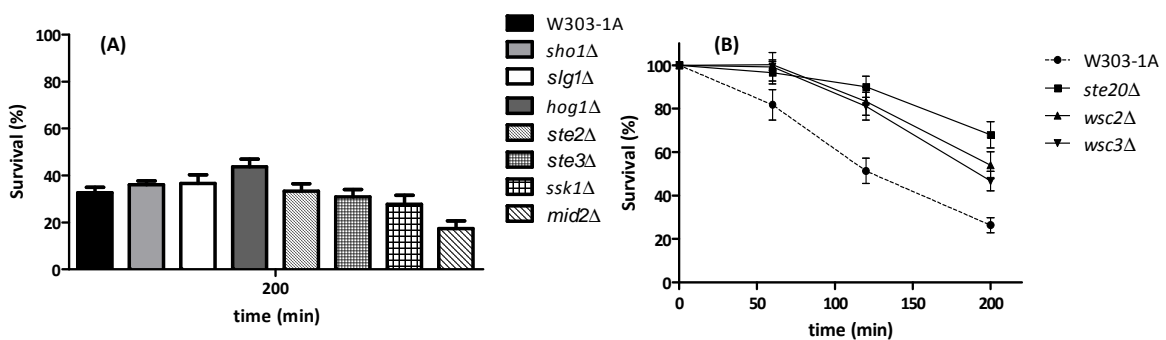 (A)
100
80
60
40
20
0
Survival (%)
200
time (min)
W303-1A
sho1Δ
slg1Δ
hog1Δ
ste2Δ
ste3Δ
ssk1Δ
mid2Δ
(B)
100
80
60
40
20
0
Survival (%)
0 50 100 150 200
time (min)
W303-1A
ste20Δ
wsc2Δ
wsc3Δ